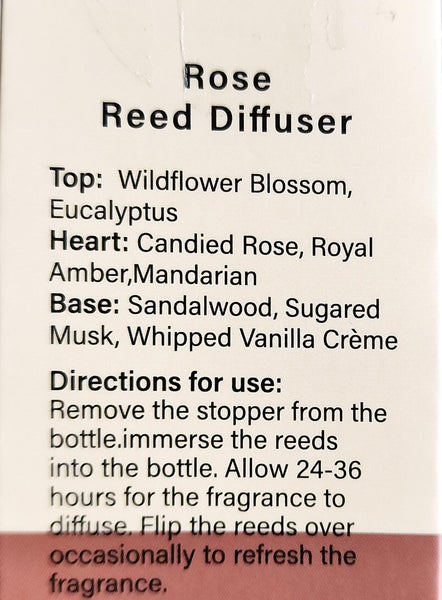 Rose
Reed Diffuser
Top: Wildflower Blossom,
Eucalyptus
Heart: Candied Rose, Royal
Amber,Mandarian
Base: Sandalwood, Sugared
Musk, Whipped Vanilla Crème
Directions for use:
Remove the stopper from the
bottle.immerse the reeds
into the bottle. Allow 24-36
hours for the fragrance to
diffuse. Flip the reeds over
occasionally to refresh the
fragrance.